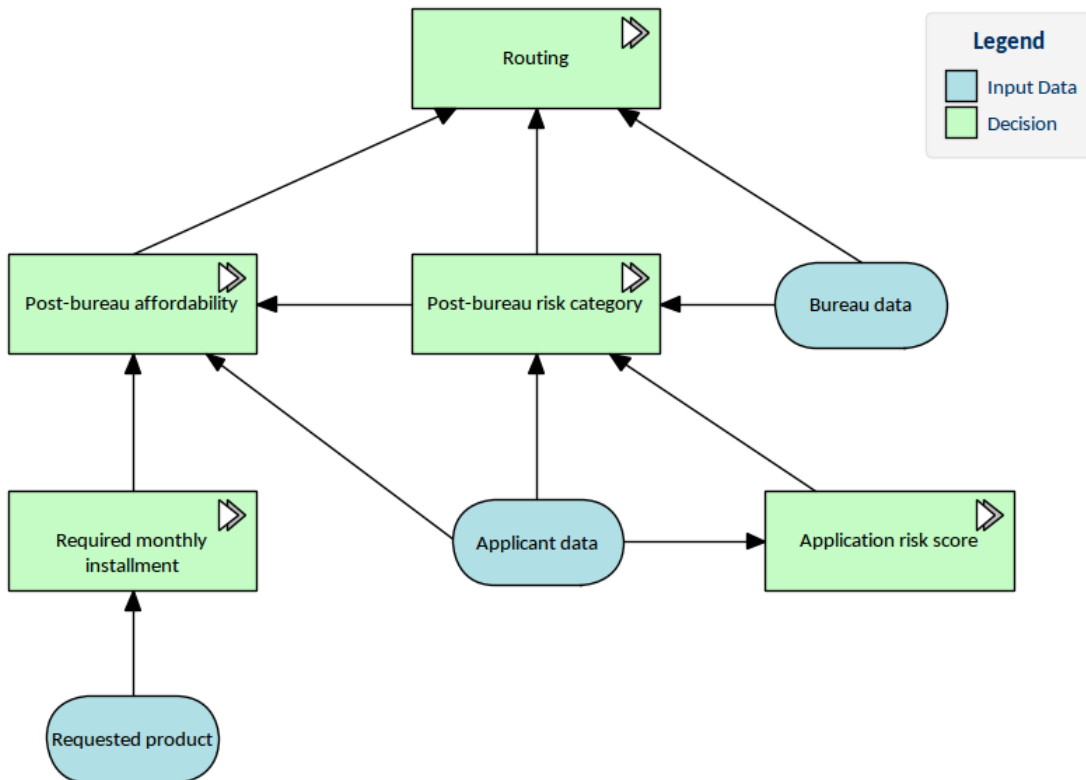 Routing
Legend
Input Data
Decision
Post-bureau affordability
Post-bureau risk category
Bureau data
Required monthly
installment
Applicant data
Application risk score
Requested product